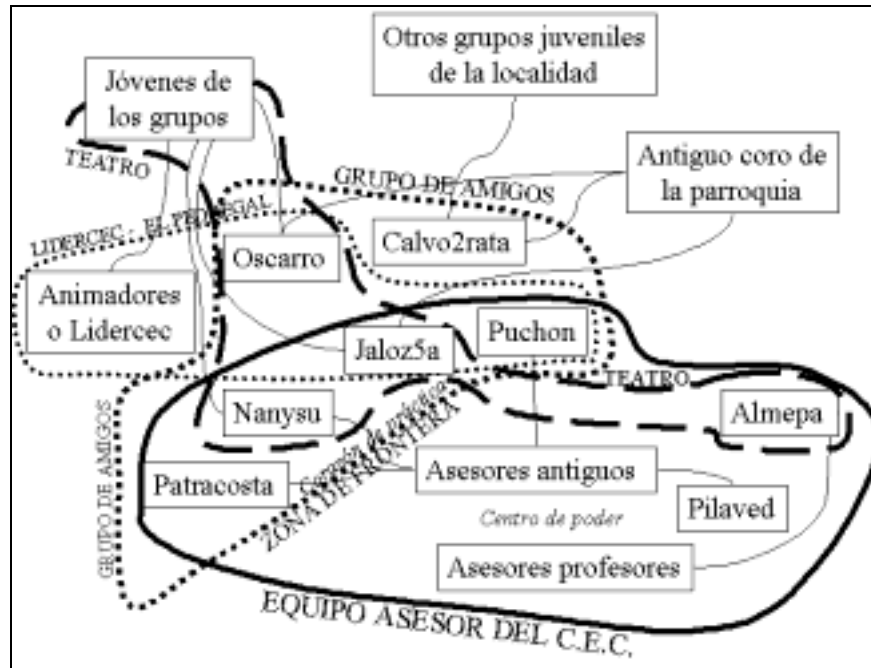 Otros grupos juveniles
de la localidad
Jóvenes de
los grupos
TEATRO
Antiguo coro de
la parroquia
GRUPO DE AMIGOS
LIDERCEC - EL PEDREGAL
Oscarro
Calvo2rata
Animadores
o Lidercec
Jaloz5a
Puchon
TEATRO
Nanysu
Almepa
GRUPO DE AMIGOS
Patracosta
de práctica
ZONA DE FRONTERA
Asesores antiguos
Pilaved
Centro de poder
Asesores profesores
EQUIPO ASESOR DEL C.E.C.